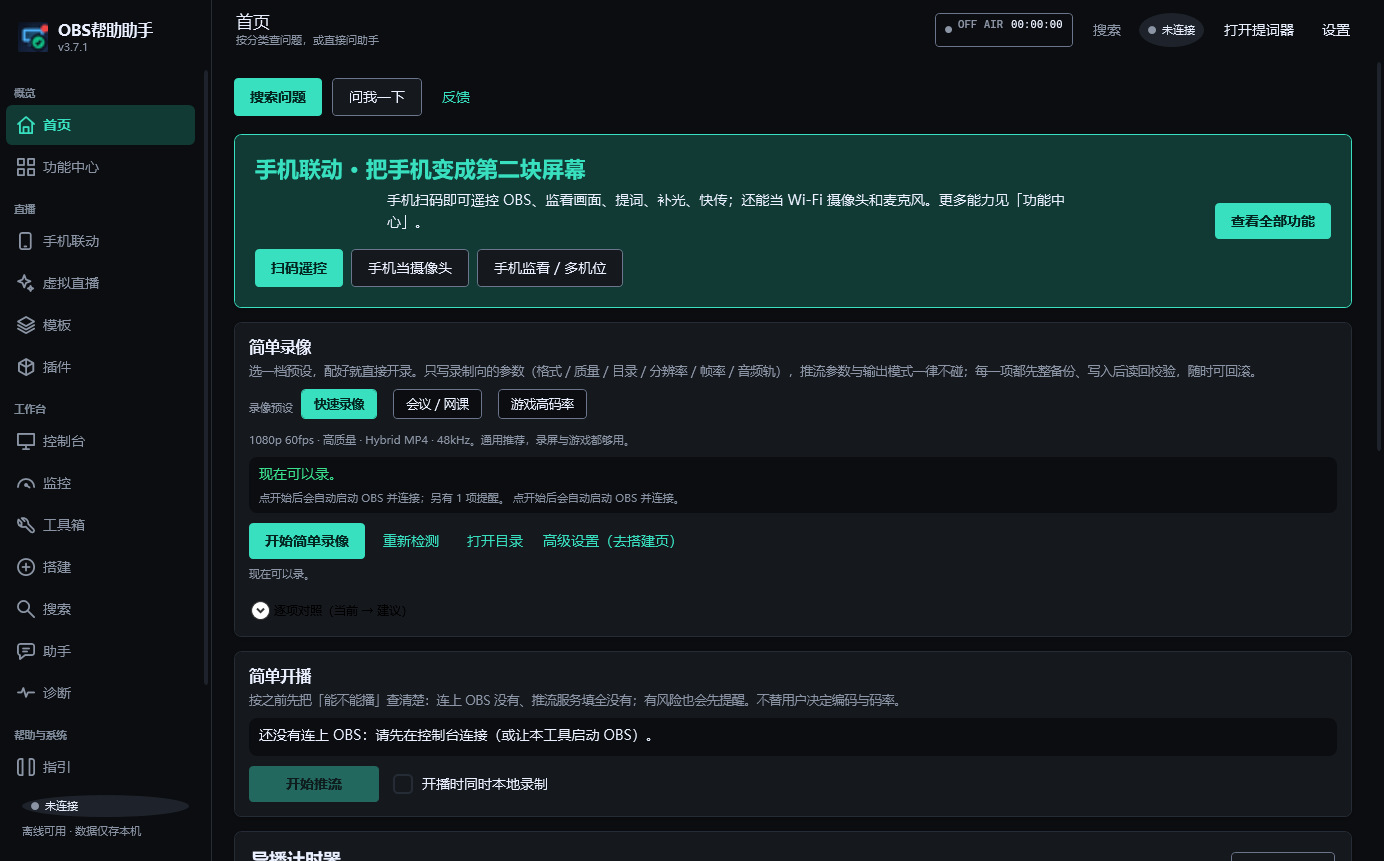 OBS帮助助手
v3.7.1
概览
首页
功能中心
直播
手机联动
虚拟直播
模板
插件
工作台
控制台
监控
工具箱
搭建
搜索
助手
诊断
帮助与系统
指引
未连接
离线可用 · 数据仅存本机
首页
按分类查问题，或直接问助手
OFF AIR 00:00:00
搜索
未连接
打开提词器
设置
搜索问题
问我一下
反馈
手机联动 · 把手机变成第二块屏幕
手机扫码即可遥控 OBS、监看画面、提词、补光、快传；还能当 Wi-Fi 摄像头和麦克风。更多能力见「功能中
心」。
查看全部功能
扫码遥控
手机当摄像头
手机监看 / 多机位
简单录像
选一档预设，配好就直接开录。只写录制向的参数（格式 / 质量 / 目录 / 分辨率 / 帧率 / 音频轨），推流参数与输出模式一律不碰；每一项都先整备份、写入后读回校验，随时可回滚。
录像预设
快速录像
会议 / 网课
游戏高码率
1080p 60fps · 高质量 · Hybrid MP4 · 48kHz。通用推荐，录屏与游戏都够用。
现在可以录。
点开始后会自动启动 OBS 并连接；另有 1 项提醒。 点开始后会自动启动 OBS 并连接。
开始简单录像
重新检测
打开目录
高级设置（去搭建页）
现在可以录。
逐项对照（当前 → 建议）
简单开播
按之前先把「能不能播」查清楚：连上 OBS 没有、推流服务填全没有；有风险也会先提醒。不替用户决定编码与码率。
还没有连上 OBS：请先在控制台连接（或让本工具启动 OBS）。
开始推流
开播时同时本地录制
导播计时器